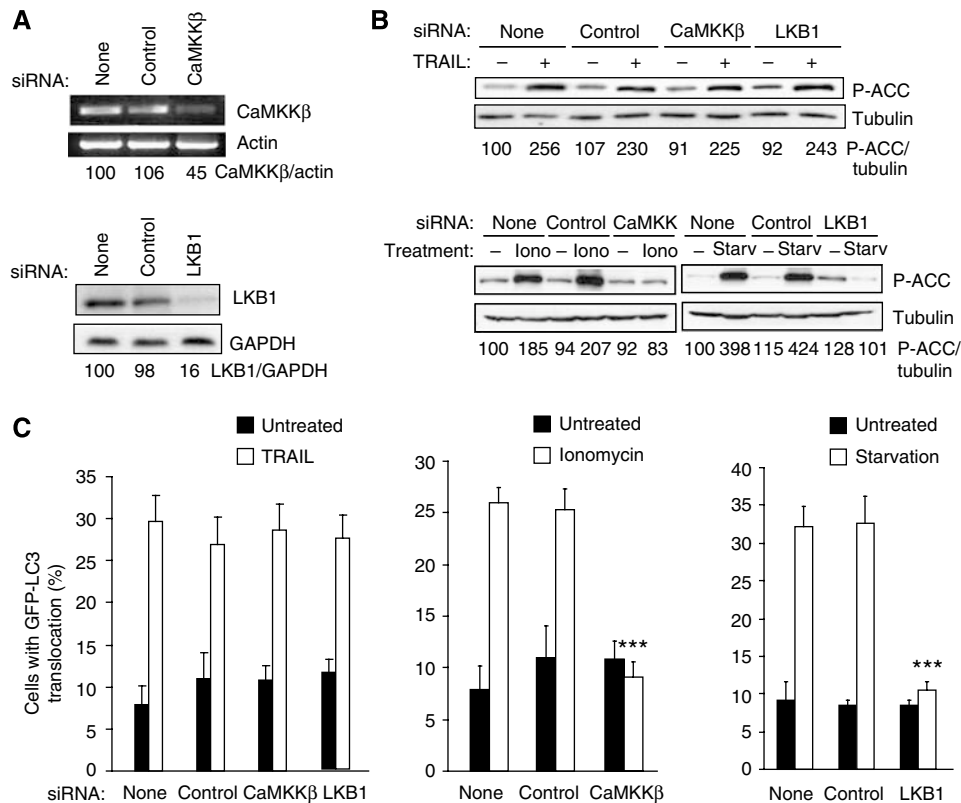 A
siRNA: None Control CaMKKβ
CaMKKβ
Actin
100 106 45 CaMKKβ/actin
siRNA: None Control LKB1
LKB1
GAPDH
100 98 16 LKB1/GAPDH
B
siRNA: None Control CaMKKβ LKB1
TRAIL: – + – + – + – +
P-ACC
Tubulin
100 256 107 230 91 225 92 243 P-ACC/
tubulin
siRNA: None Control CaMKK None Control LKB1
Treatment: – Iono – Iono – Iono – Starv – Starv – Starv
P-ACC
Tubulin
100 185 94 207 92 83 100 398 115 424 128 101 P-ACC/
tubulin
C
Cells with GFP-LC3
translocation (%)
Untreated
TRAIL
35
30
25
20
15
10
5
0
siRNA: None Control CaMKKβ LKB1
Untreated
Ionomycin
30
25
20
15
10
5
0
***
None Control CaMKKβ
Untreated
Starvation
40
35
30
25
20
15
10
5
0
***
None Control LKB1